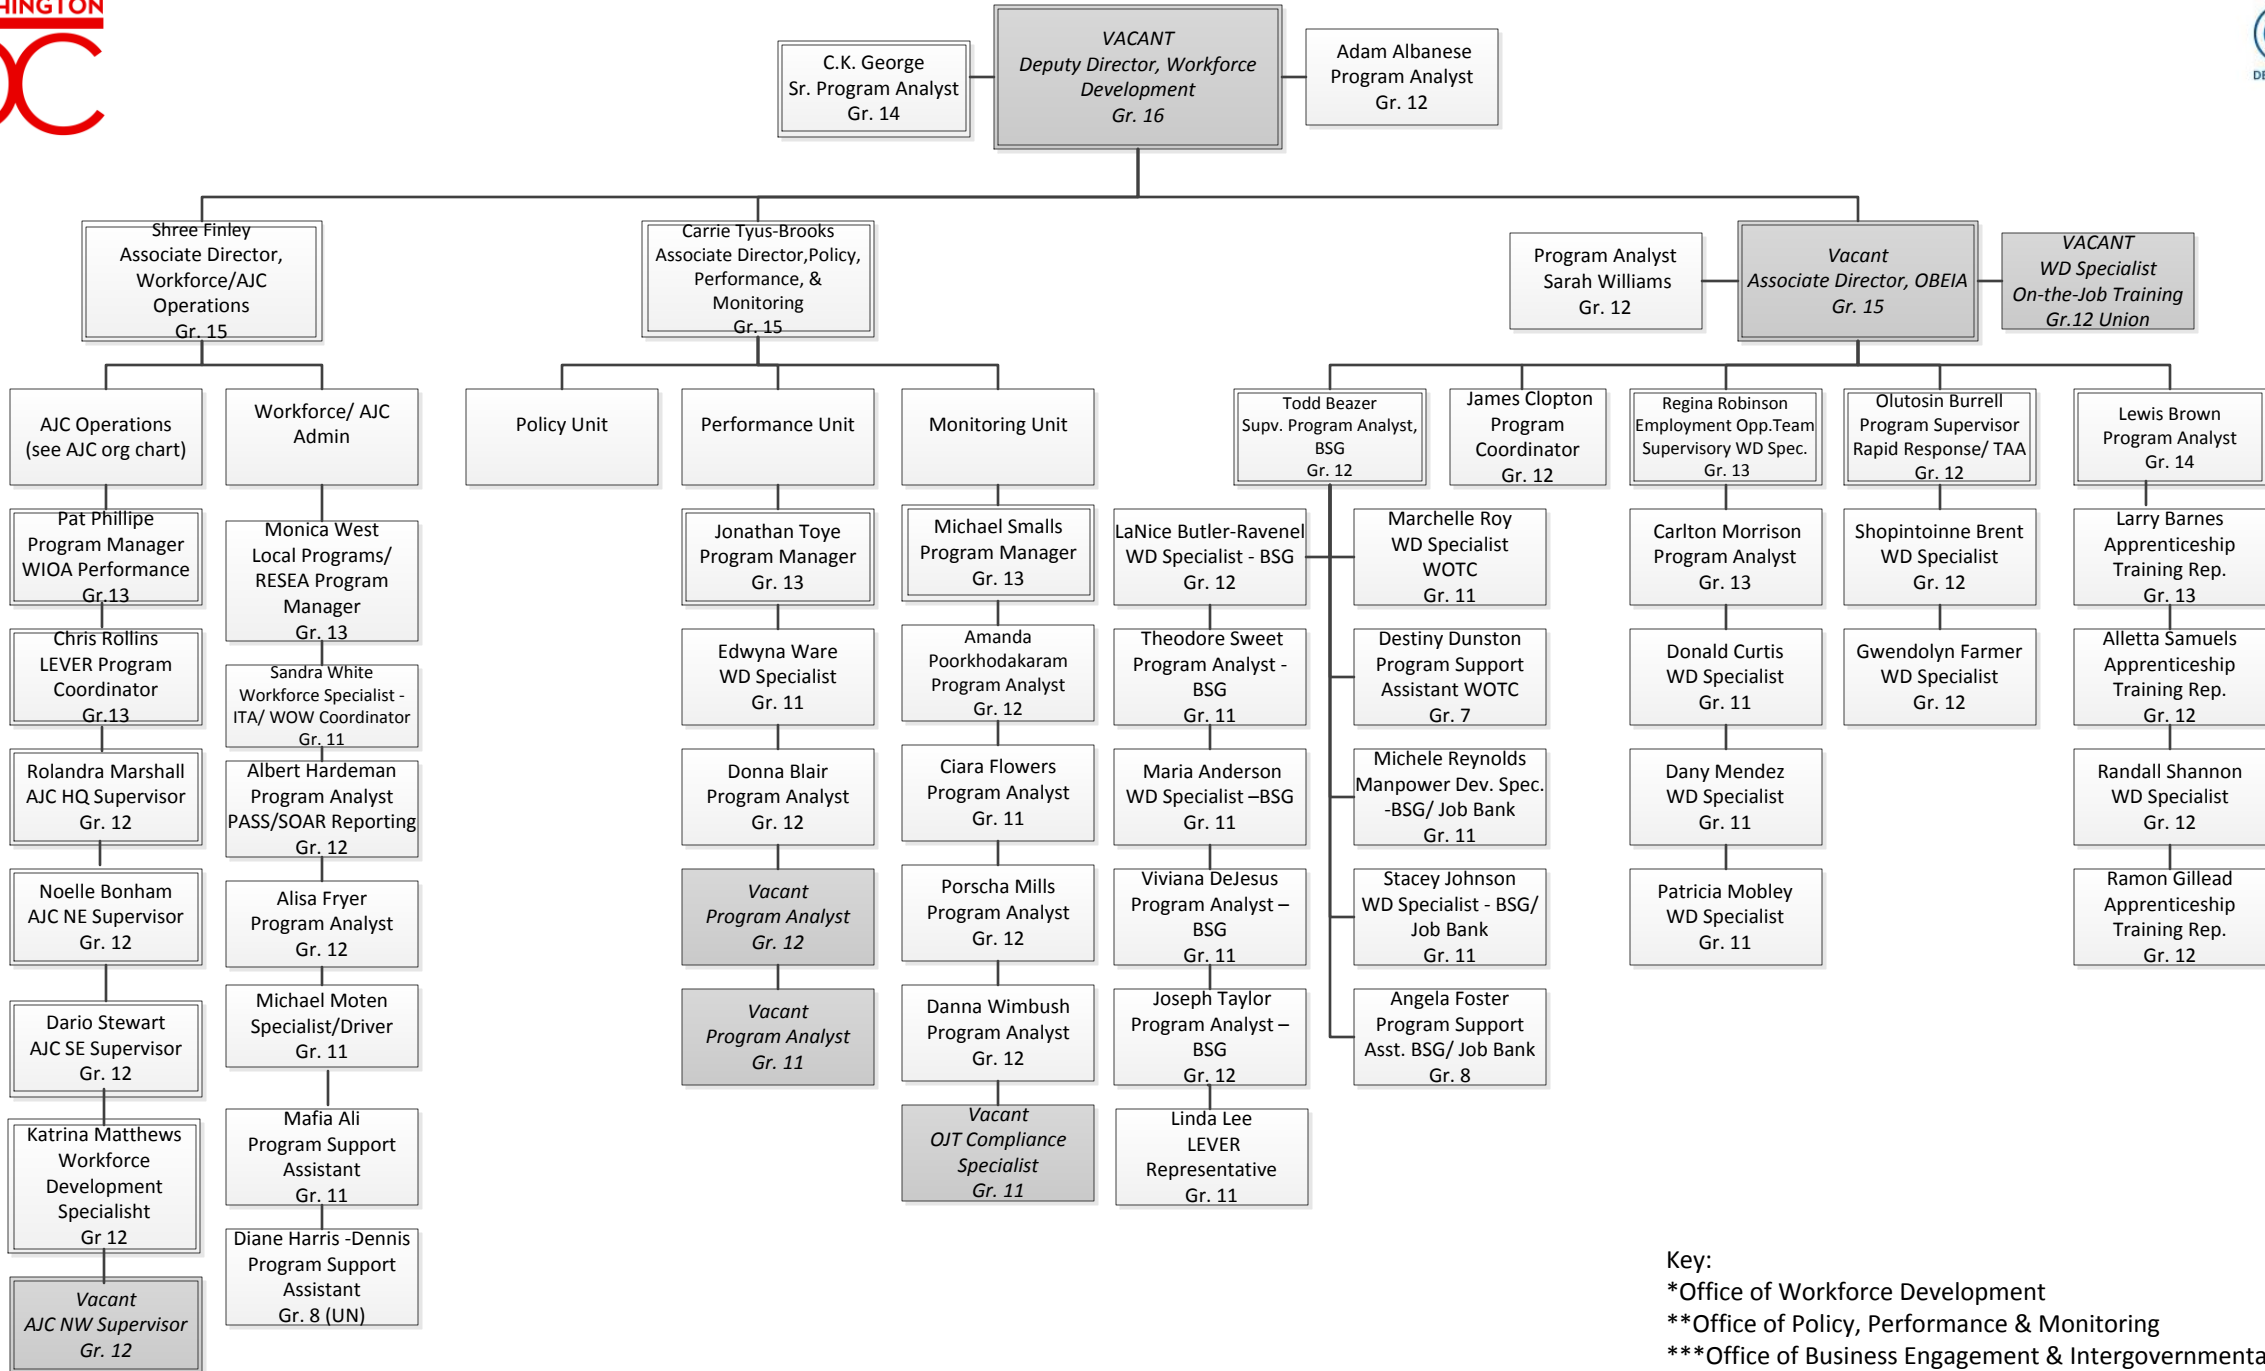 C.K. George
Sr. Program Analyst
Gr. 14
VACANT
Deputy Director, Workforce
Development
Gr. 16
Adam Albanese
Program Analyst
Gr. 12
Shree Finley
Associate Director,
Workforce/AJC
Operations
Gr. 15
Carrie Tyus-Brooks
Associate Director,Policy,
Performance, &
Monitoring
Gr. 15
Program Analyst
Sarah Williams
Gr. 12
Vacant
Associate Director, OBEIA
Gr. 15
VACANT
WD Specialist
On-the-Job Training
Gr.12 Union
AJC Operations
(see AJC org chart)
Workforce/ AJC
Admin
Policy Unit
Performance Unit
Monitoring Unit
Todd Beazer
Supv. Program Analyst,
BSG
Gr. 12
James Clopton
Program
Coordinator
Gr. 12
Regina Robinson
Employment Opp.Team
Supervisory WD Spec.
Gr. 13
Olutosin Burrell
Program Supervisor
Rapid Response/ TAA
Gr. 12
Lewis Brown
Program Analyst
Gr. 14
Pat Phillipe
Program Manager
WIOA Performance
Gr.13
Chris Rollins
LEVER Program
Coordinator
Gr.13
Rolandra Marshall
AJC HQ Supervisor
Gr. 12
Noelle Bonham
AJC NE Supervisor
Gr. 12
Dario Stewart
AJC SE Supervisor
Gr. 12
Katrina Matthews
Workforce
Development
Specialisht
Gr 12
Vacant
AJC NW Supervisor
Gr. 12
Monica West
Local Programs/
RESEA Program
Manager
Gr. 13
Sandra White
Workforce Specialist -
ITA/ WOW Coordinator
Gr. 11
Albert Hardeman
Program Analyst
PASS/SOAR Reporting
Gr. 12
Alisa Fryer
Program Analyst
Gr. 12
Michael Moten
Specialist/Driver
Gr. 11
Mafia Ali
Program Support
Assistant
Gr. 11
Diane Harris -Dennis
Program Support
Assistant
Gr. 8 (UN)
Jonathan Toye
Program Manager
Gr. 13
Edwyna Ware
WD Specialist
Gr. 11
Donna Blair
Program Analyst
Gr. 12
Vacant
Program Analyst
Gr. 12
Vacant
Program Analyst
Gr. 11
Michael Smalls
Program Manager
Gr. 13
Amanda
Poorkhodakaram
Program Analyst
Gr. 12
Ciara Flowers
Program Analyst
Gr. 11
Porscha Mills
Program Analyst
Gr. 12
Danna Wimbush
Program Analyst
Gr. 12
Vacant
OJT Compliance
Specialist
Gr. 11
LaNice Butler-Ravenel
WD Specialist - BSG
Gr. 12
Theodore Sweet
Program Analyst -
BSG
Gr. 11
Maria Anderson
WD Specialist –BSG
Gr. 11
Viviana DeJesus
Program Analyst –
BSG
Gr. 11
Joseph Taylor
Program Analyst –
BSG
Gr. 12
Linda Lee
LEVER
Representative
Gr. 11
Marchelle Roy
WD Specialist
WOTC
Gr. 11
Destiny Dunston
Program Support
Assistant WOTC
Gr. 7
Michele Reynolds
Manpower Dev. Spec.
-BSG/ Job Bank
Gr. 11
Stacey Johnson
WD Specialist - BSG/
Job Bank
Gr. 11
Angela Foster
Program Support
Asst. BSG/ Job Bank
Gr. 8
Carlton Morrison
Program Analyst
Gr. 13
Donald Curtis
WD Specialist
Gr. 11
Dany Mendez
WD Specialist
Gr. 11
Patricia Mobley
WD Specialist
Gr. 11
Shopintoinne Brent
WD Specialist
Gr. 12
Gwendolyn Farmer
WD Specialist
Gr. 12
Larry Barnes
Apprenticeship
Training Rep.
Gr. 13
Alletta Samuels
Apprenticeship
Training Rep.
Gr. 12
Randall Shannon
WD Specialist
Gr. 12
Ramon Gillead
Apprenticeship
Training Rep.
Gr. 12
Key:
*Office of Workforce Development
**Office of Policy, Performance & Monitoring
***Office of Business Engagement & Intergovernmenta